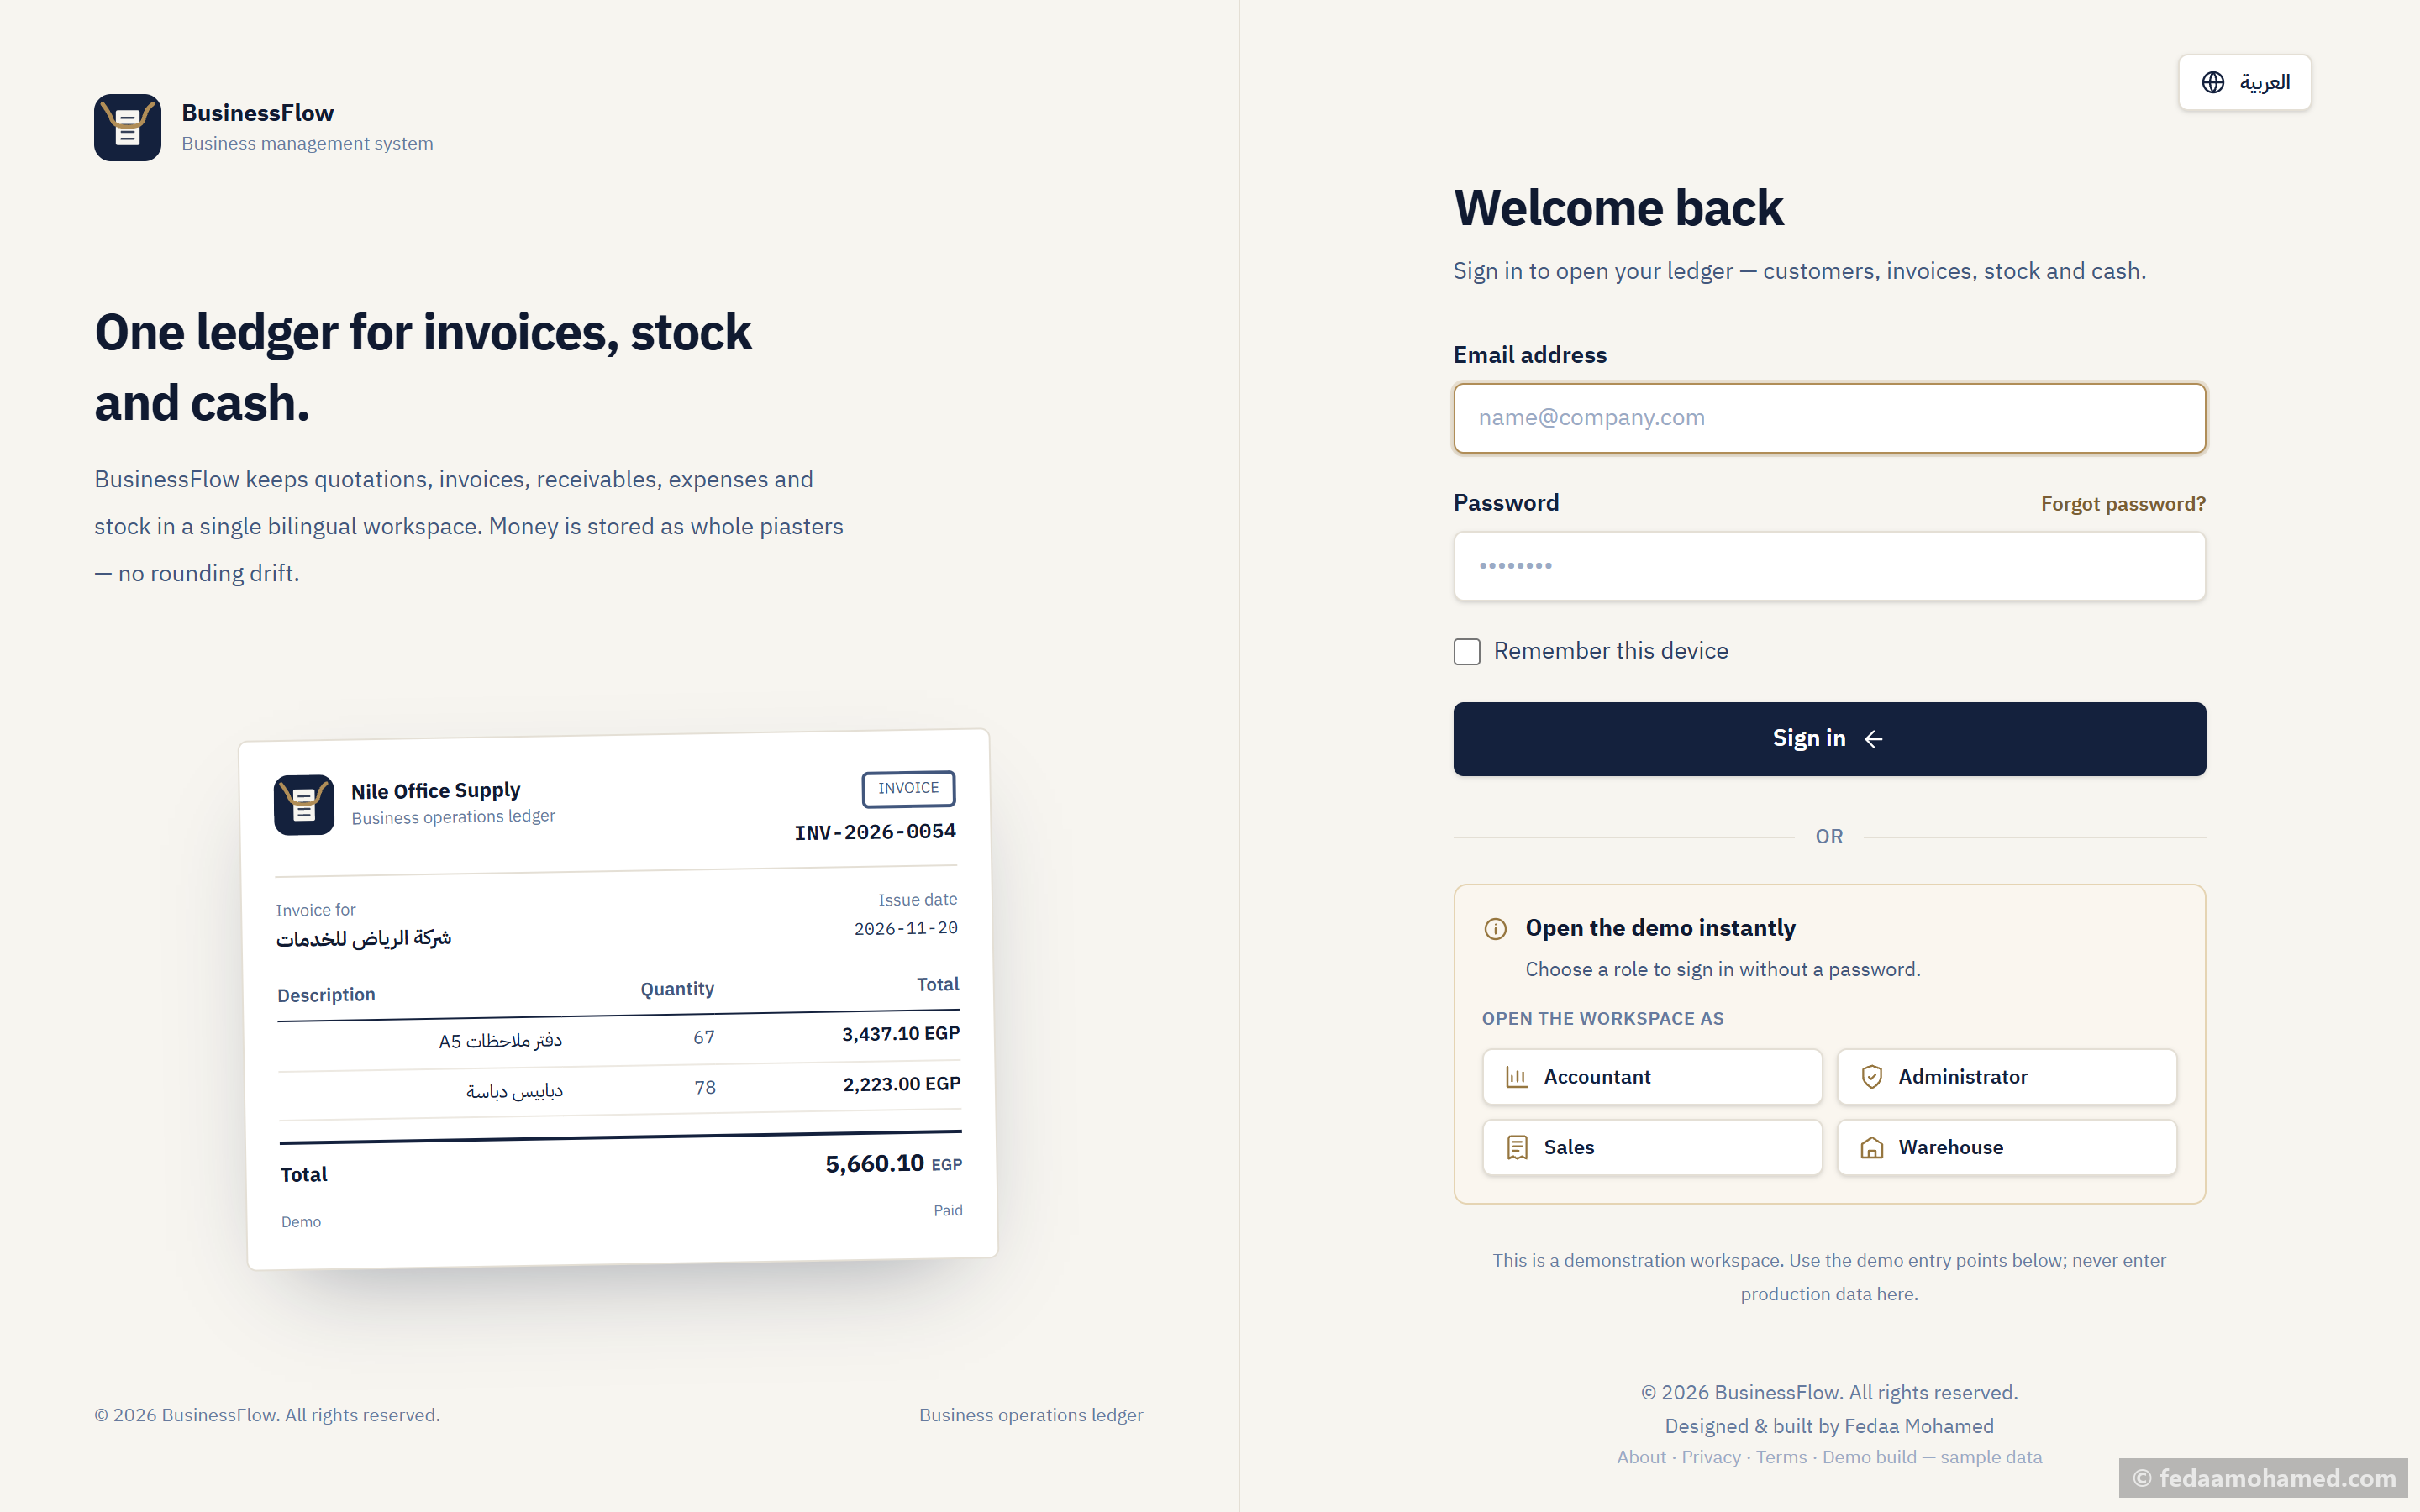 BusinessFlow
Business management system
One ledger for invoices, stock
and cash.
BusinessFlow keeps quotations, invoices, receivables, expenses and
stock in a single bilingual workspace. Money is stored as whole piasters
— no rounding drift.
Nile Office Supply
Business operations ledger
INVOICE
INV-2026-0054
Invoice for
شركة الرياض للخدمات
Issue date
2026-11-20
Description Quantity Total
دفتر ملاحظات A5 67 3,437.10 EGP
دبابيس دباسة 78 2,223.00 EGP
Total 5,660.10 EGP
Demo Paid
© 2026 BusinessFlow. All rights reserved. Business operations ledger
العربية
Welcome back
Sign in to open your ledger — customers, invoices, stock and cash.
Email address
name@company.com
Password Forgot password?
••••••••
Remember this device
Sign in
OR
Open the demo instantly
Choose a role to sign in without a password.
OPEN THE WORKSPACE AS
Accountant Administrator
Sales Warehouse
This is a demonstration workspace. Use the demo entry points below; never enter
production data here.
© 2026 BusinessFlow. All rights reserved.
Designed & built by Fedaa Mohamed
About · Privacy · Terms · Demo build — sample data
© fedaamohamed.com